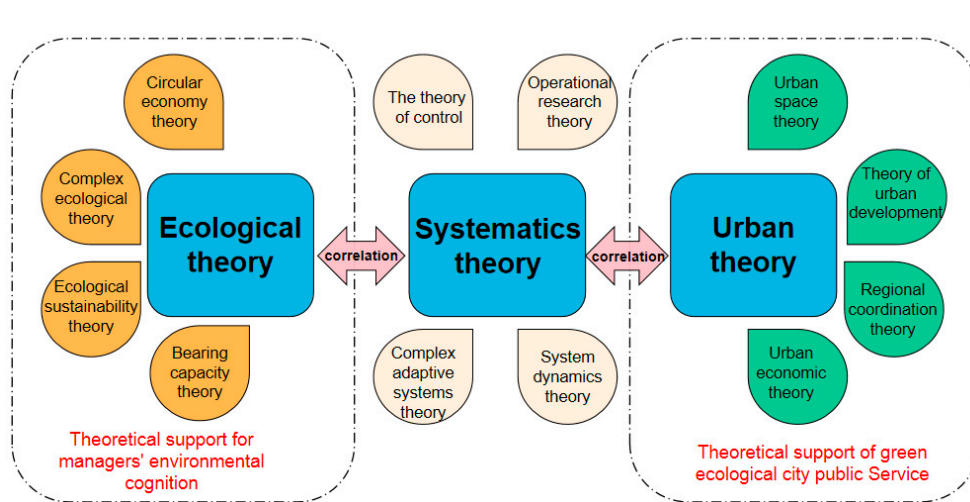 Circular
economy
theory
Complex
ecological
theory
Ecological
sustainability
theory
Bearing
capacity
theory
Ecological
theory
Theoretical support for
managers' environmental
cognition
correlation
The theory
of control
Operational
research
theory
Systematics
theory
Complex
adaptive
systems
theory
System
dynamics
theory
correlation
Urban
space
theory
Theory of
urban
development
Urban
theory
Regional
coordination
theory
Urban
economic
theory
Theoretical support of green
ecological city public Service